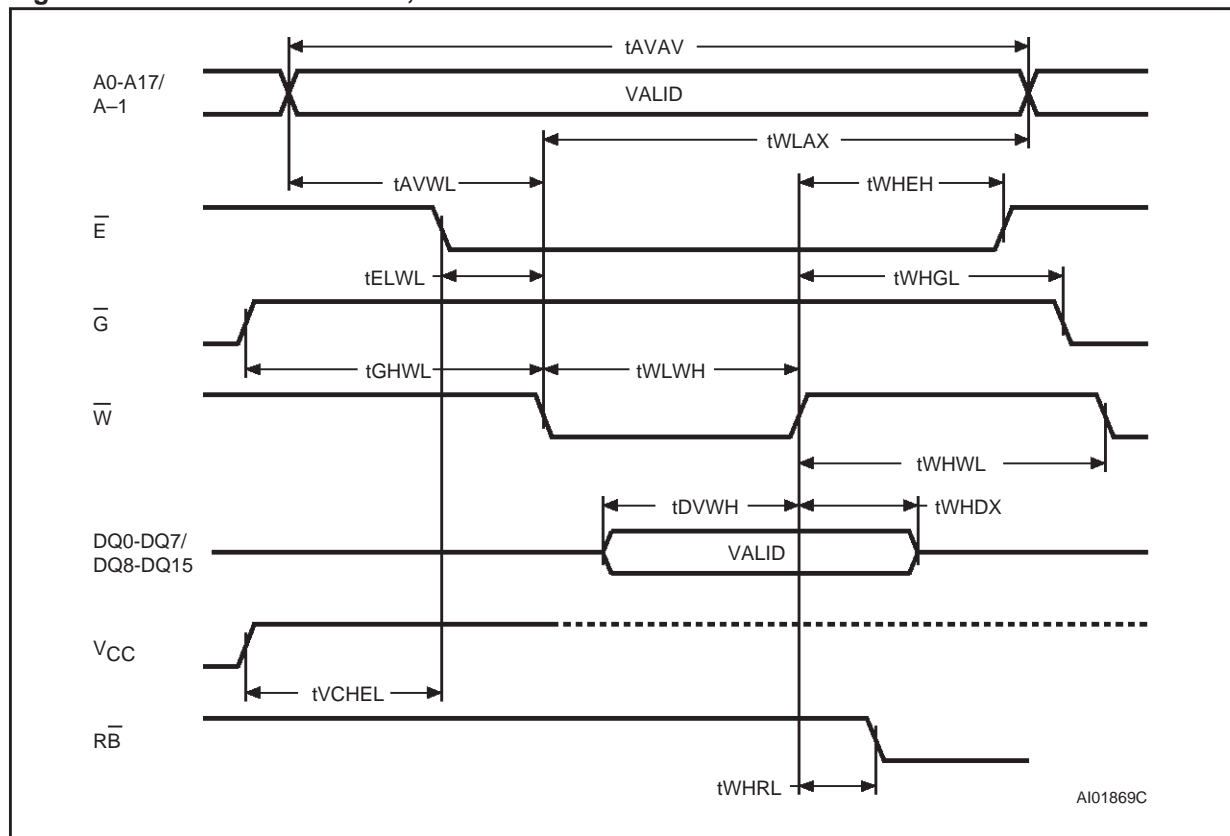 tAVAV
A0-A17/
A–1
VALID
tWLAX
tAVWL
tWHEH
E̅
tELWL
tWHGL
G̅
tGHWL
tWLWH
W̅
tWHWL
tDVWH
tWHDX
DQ0-DQ7/
DQ8-DQ15
VALID
VCC
tVCHEL
RB̅
tWHRL
AI01869C